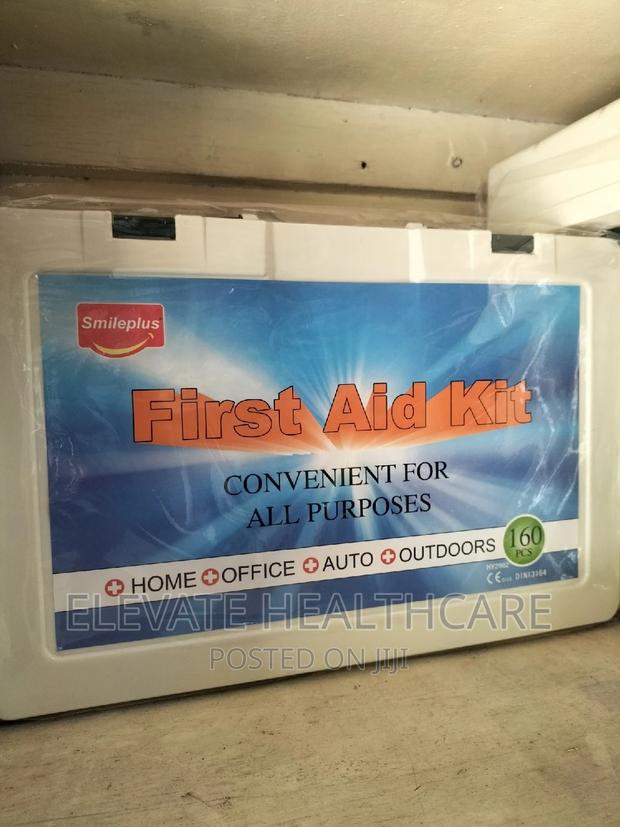 Smileplus
First Aid Kit
CONVENIENT FOR
ALL PURPOSES
160
PCS
HOME OFFICE AUTO OUTDOORS
CE DIN13164
ELEVATE HEALTHCARE
POSTED ON JIJI